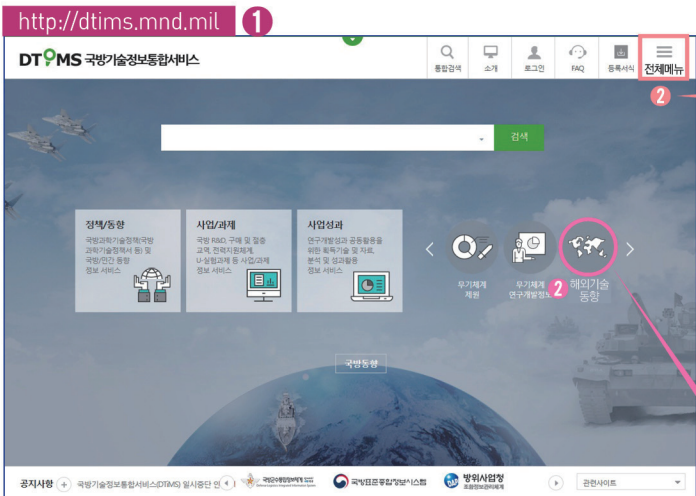 http://dtims.mnd.mil 1
DTiMS 국방기술정보통합서비스
통합검색 소개 로그인 FAQ 등록서식 전체메뉴
2
검색
정책/동향
국방과학기술정책(국방
과학기술정책서 등) 및
국방/민간 동향
정보 서비스
사업/과제
국방 R&D, 구매 및 절충
교역, 전력지원체계,
U-실험과제 등 사업/과제
정보 서비스
사업성과
연구개발성과 공동활용을
위한 획득기술 및 자료,
분석 및 성과활용
정보 서비스
무기체계
제원
무기체계
연구개발정보
2
해외기술
동향
국방동향
공지사항 국방기술정보통합서비스(DTiMS) 일시중단 안
국방표준종합정보시스템
방위사업청
관련사이트